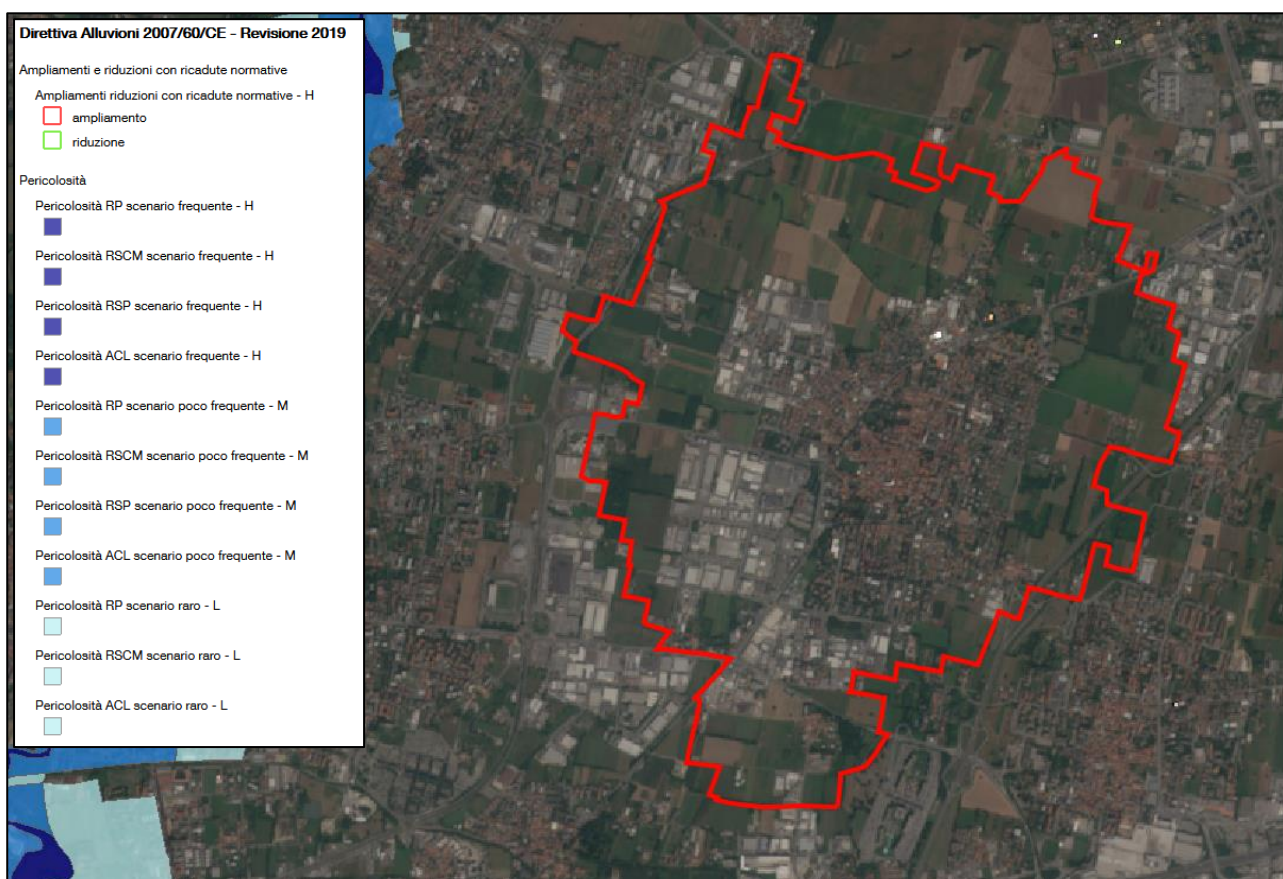 Direttiva Alluvioni 2007/60/CE - Revisione 2019
Ampliamenti e riduzioni con ricadute normative
Ampliamenti riduzioni con ricadute normative - H
ampliamento
riduzione
Pericolosità
Pericolosità RP scenario frequente - H
Pericolosità RSCM scenario frequente - H
Pericolosità RSP scenario frequente - H
Pericolosità ACL scenario frequente - H
Pericolosità RP scenario poco frequente - M
Pericolosità RSCM scenario poco frequente - M
Pericolosità RSP scenario poco frequente - M
Pericolosità ACL scenario poco frequente - M
Pericolosità RP scenario raro - L
Pericolosità RSCM scenario raro - L
Pericolosità ACL scenario raro - L